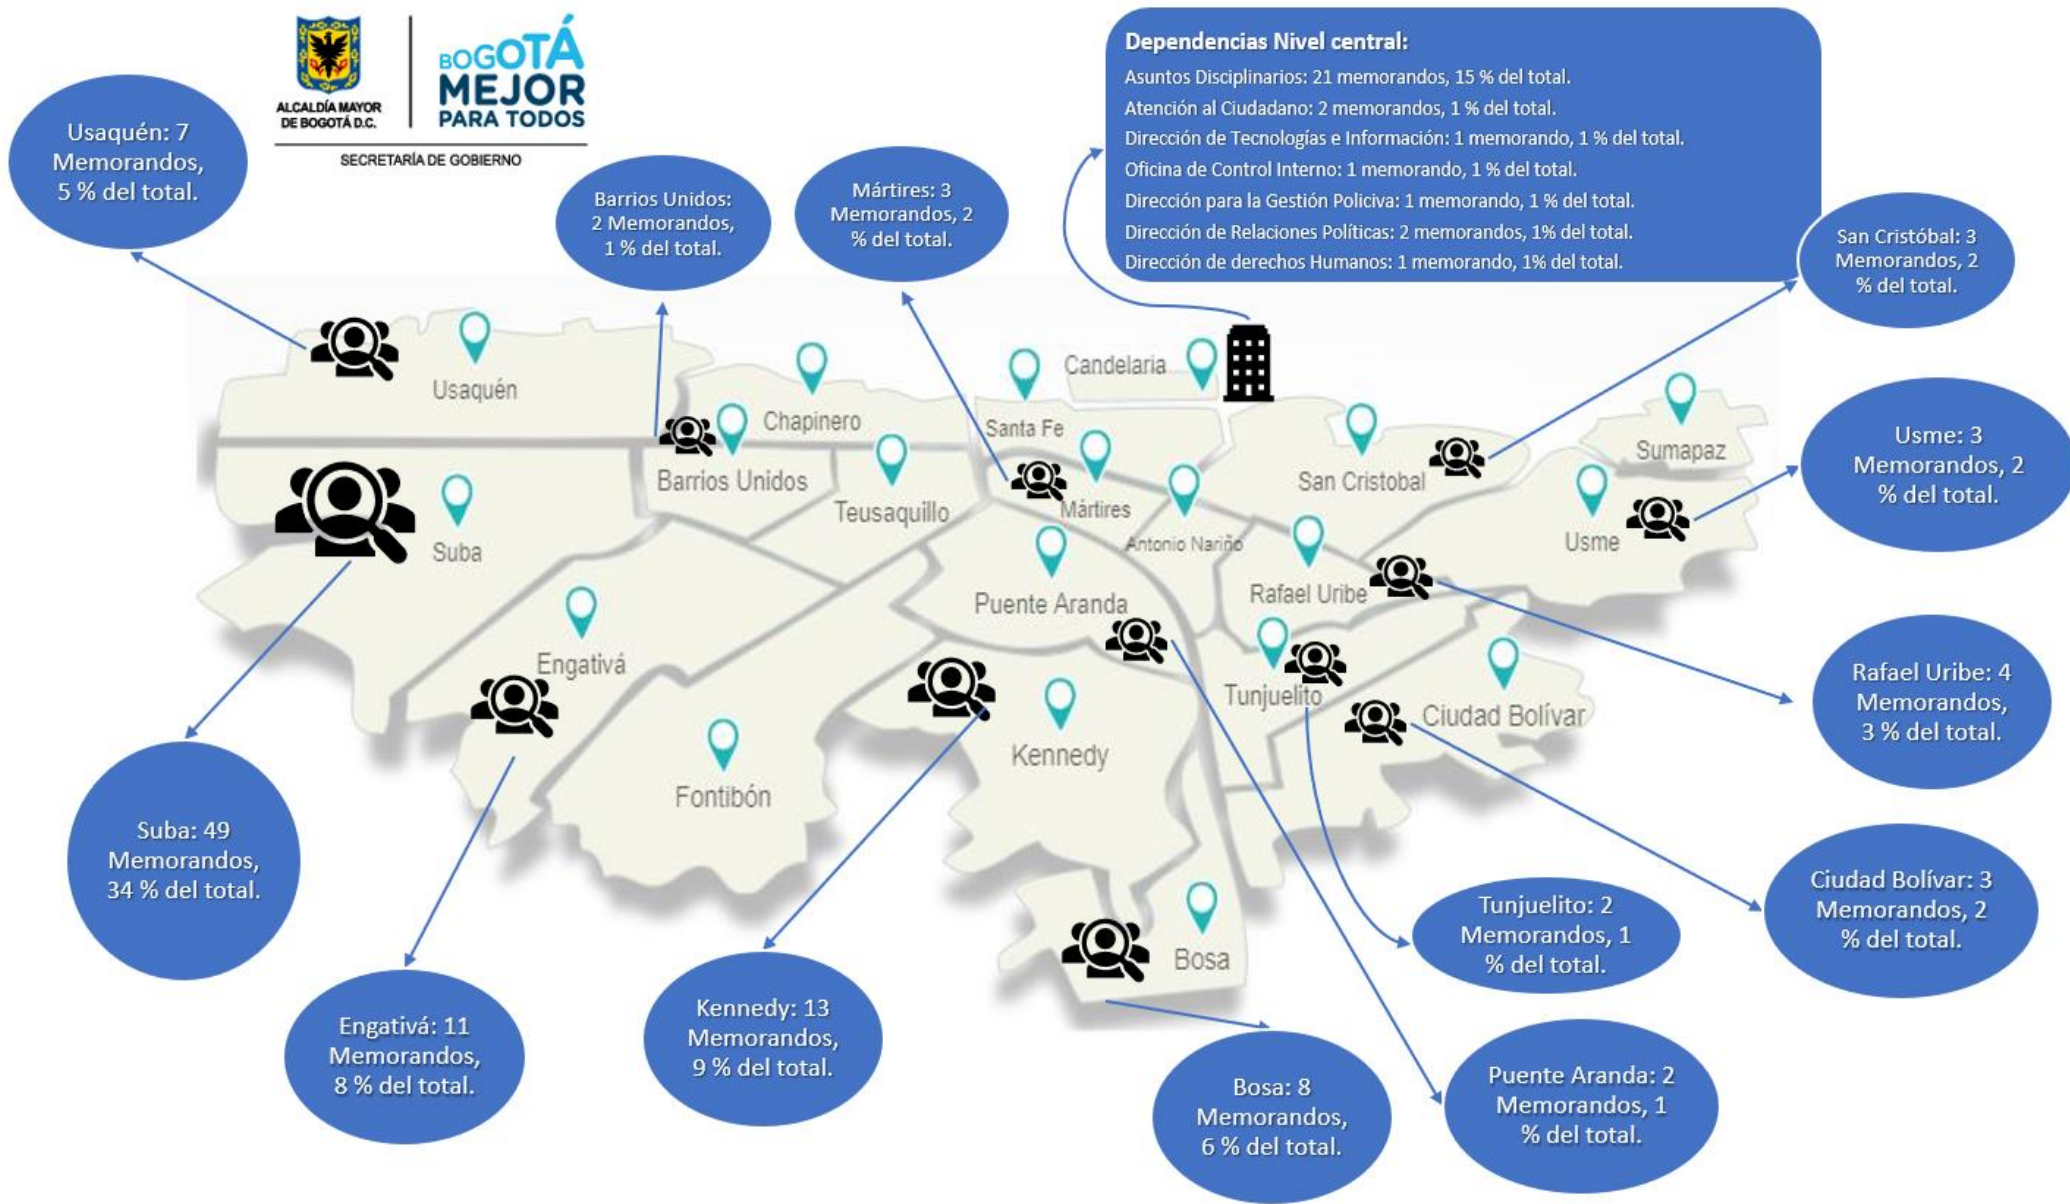 ALCALDÍA MAYOR
DE BOGOTÁ D.C.
BOGOTÁ
MEJOR
PARA TODOS
SECRETARÍA DE GOBIERNO
Dependencias Nivel central:
Asuntos Disciplinarios: 21 memorandos, 15 % del total.
Atención al Ciudadano: 2 memorandos, 1 % del total.
Dirección de Tecnologías e Información: 1 memorando, 1 % del total.
Oficina de Control Interno: 1 memorando, 1 % del total.
Dirección para la Gestión Policiva: 1 memorando, 1 % del total.
Dirección de Relaciones Políticas: 2 memorandos, 1% del total.
Dirección de derechos Humanos: 1 memorando, 1% del total.
Usaquén: 7
Memorandos,
5 % del total.
Barrios Unidos:
2 Memorandos,
1 % del total.
Mártires: 3
Memorandos, 2
% del total.
San Cristóbal: 3
Memorandos, 2
% del total.
Usaquén
Chapinero
Santa Fe
Candelaria
Sumapaz
Barrios Unidos
Teusaquillo
Mártires
San Cristobal
Antonio Nariño
Usme
Suba
Puente Aranda
Rafael Uribe
Engativá
Tunjuelito
Ciudad Bolívar
Fontibón
Kennedy
Bosa
Usme: 3
Memorandos, 2
% del total.
Rafael Uribe: 4
Memorandos,
3 % del total.
Suba: 49
Memorandos,
34 % del total.
Ciudad Bolívar: 3
Memorandos, 2
% del total.
Tunjuelito: 2
Memorandos, 1
% del total.
Engativá: 11
Memorandos,
8 % del total.
Kennedy: 13
Memorandos,
9 % del total.
Bosa: 8
Memorandos,
6 % del total.
Puente Aranda: 2
Memorandos, 1
% del total.